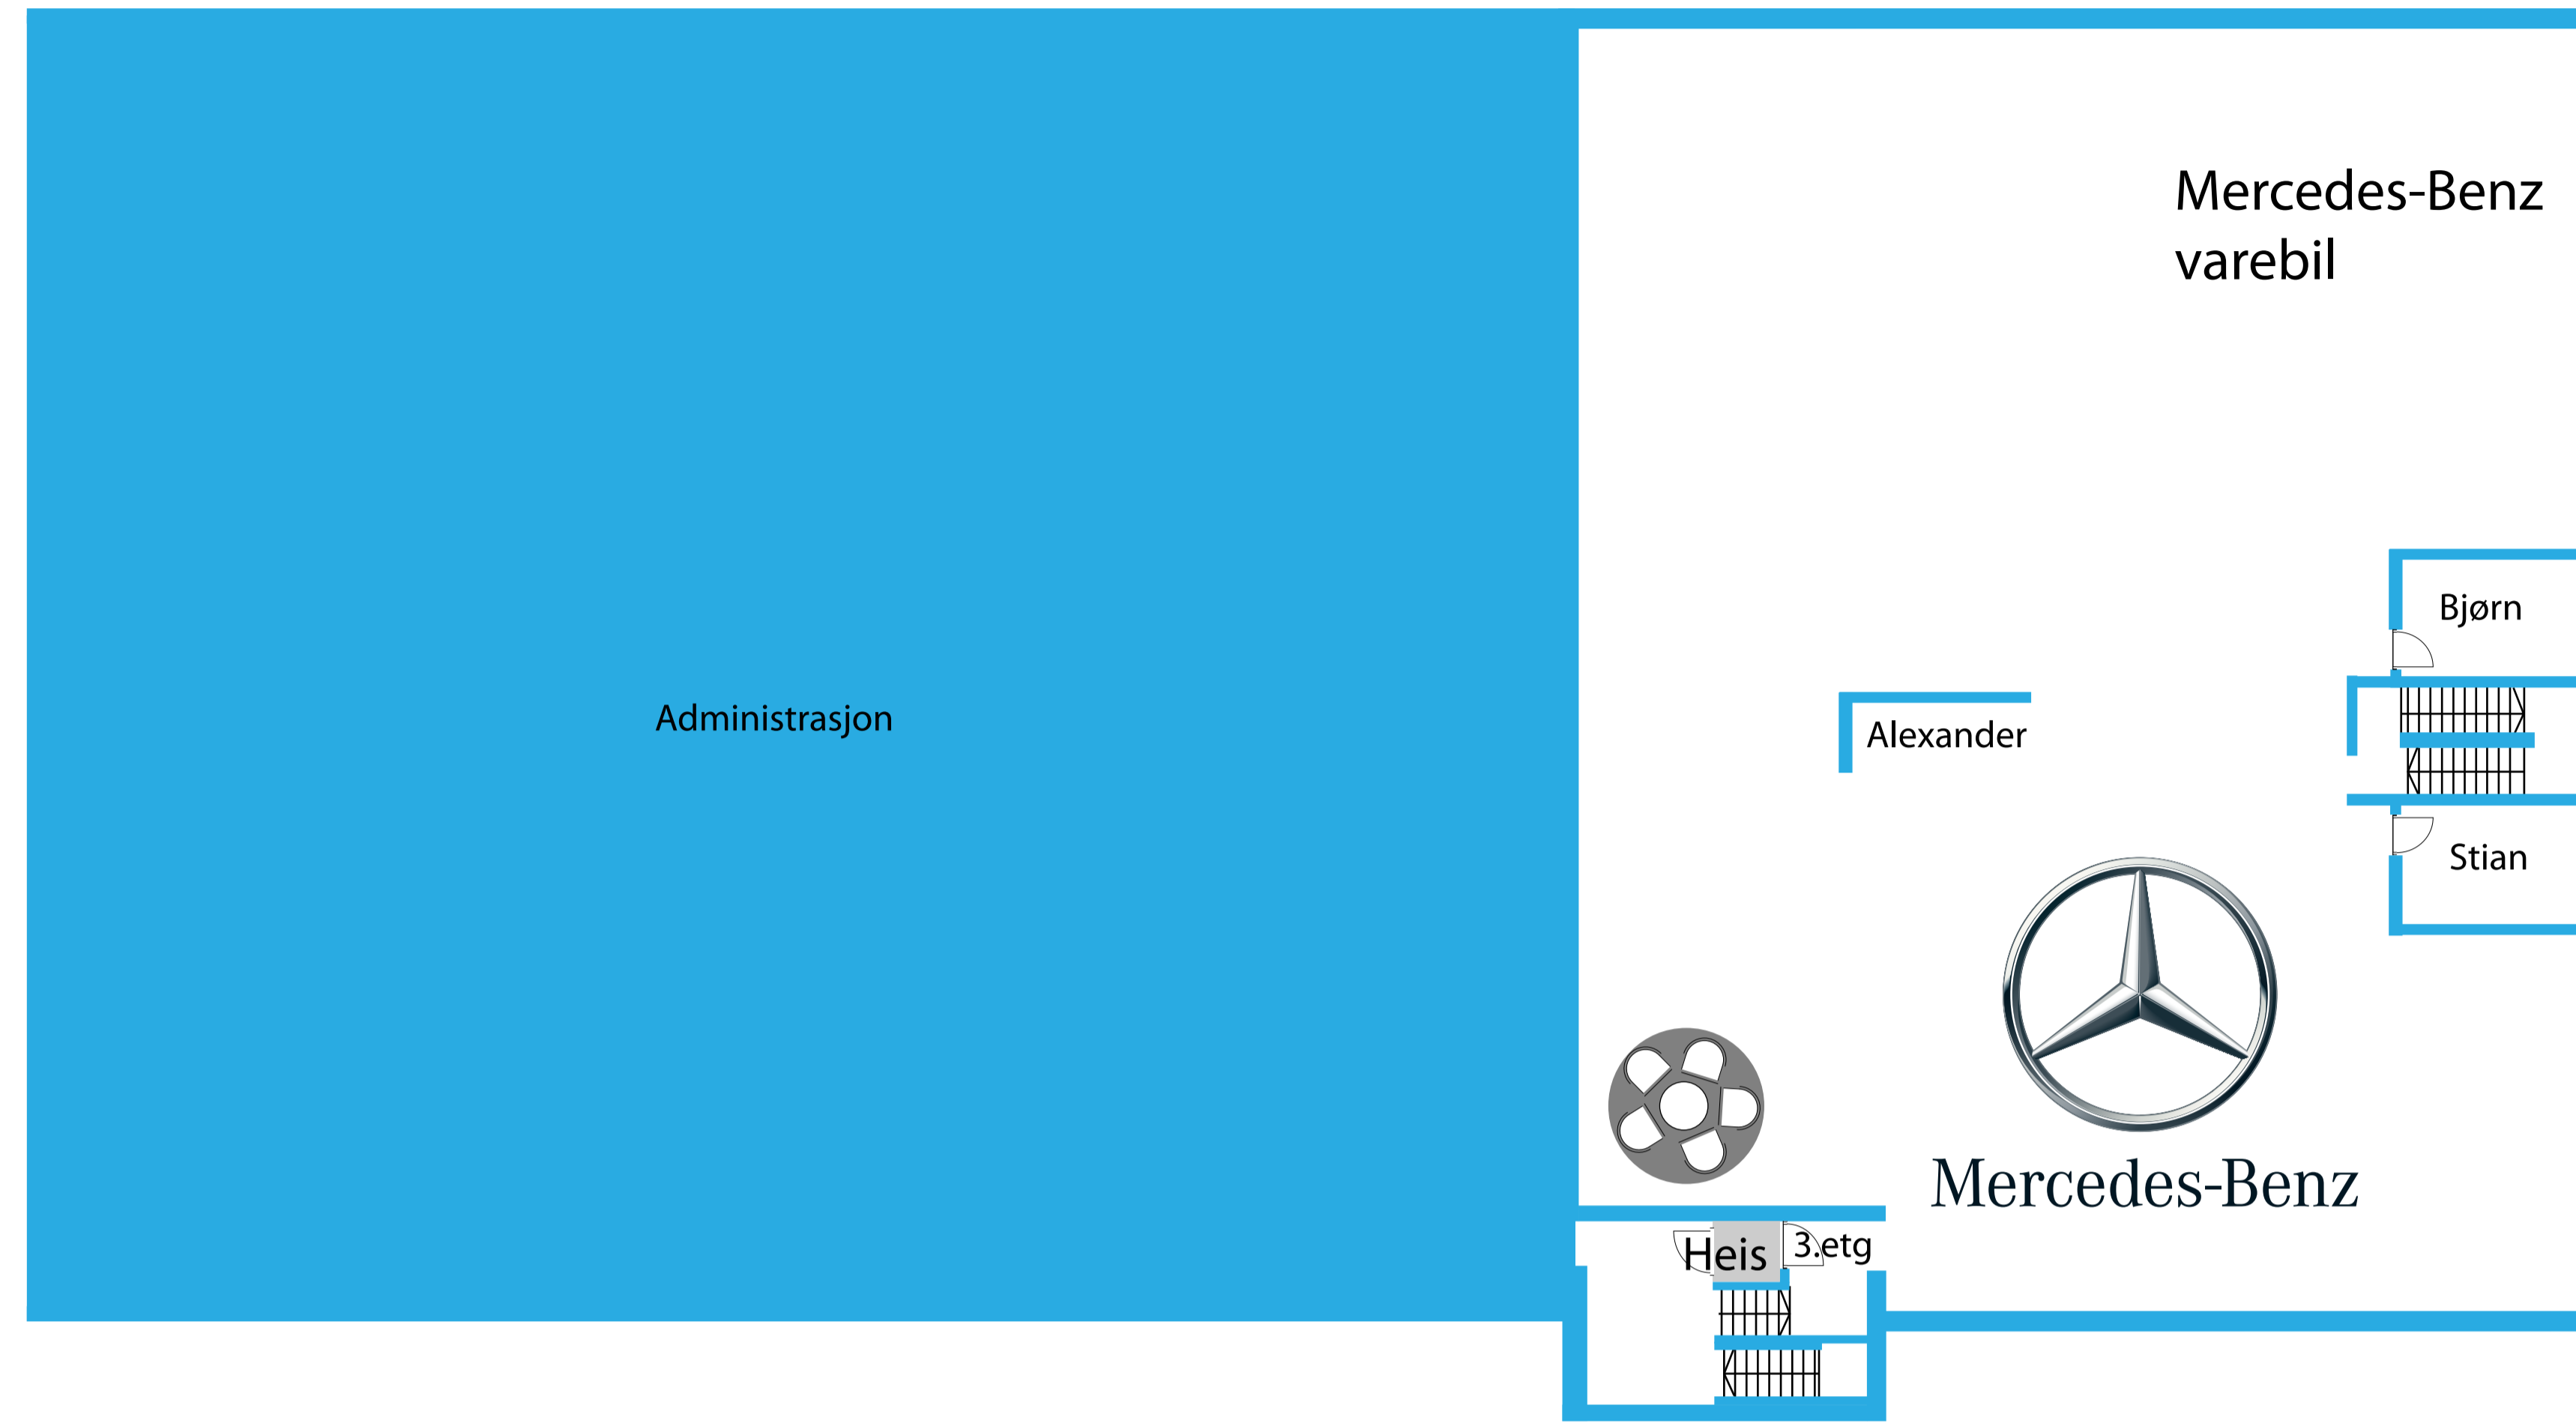 Mercedes-Benz
varebil
Bjørn
Administrasjon
Alexander
Stian
Mercedes-Benz
Heis
3.etg